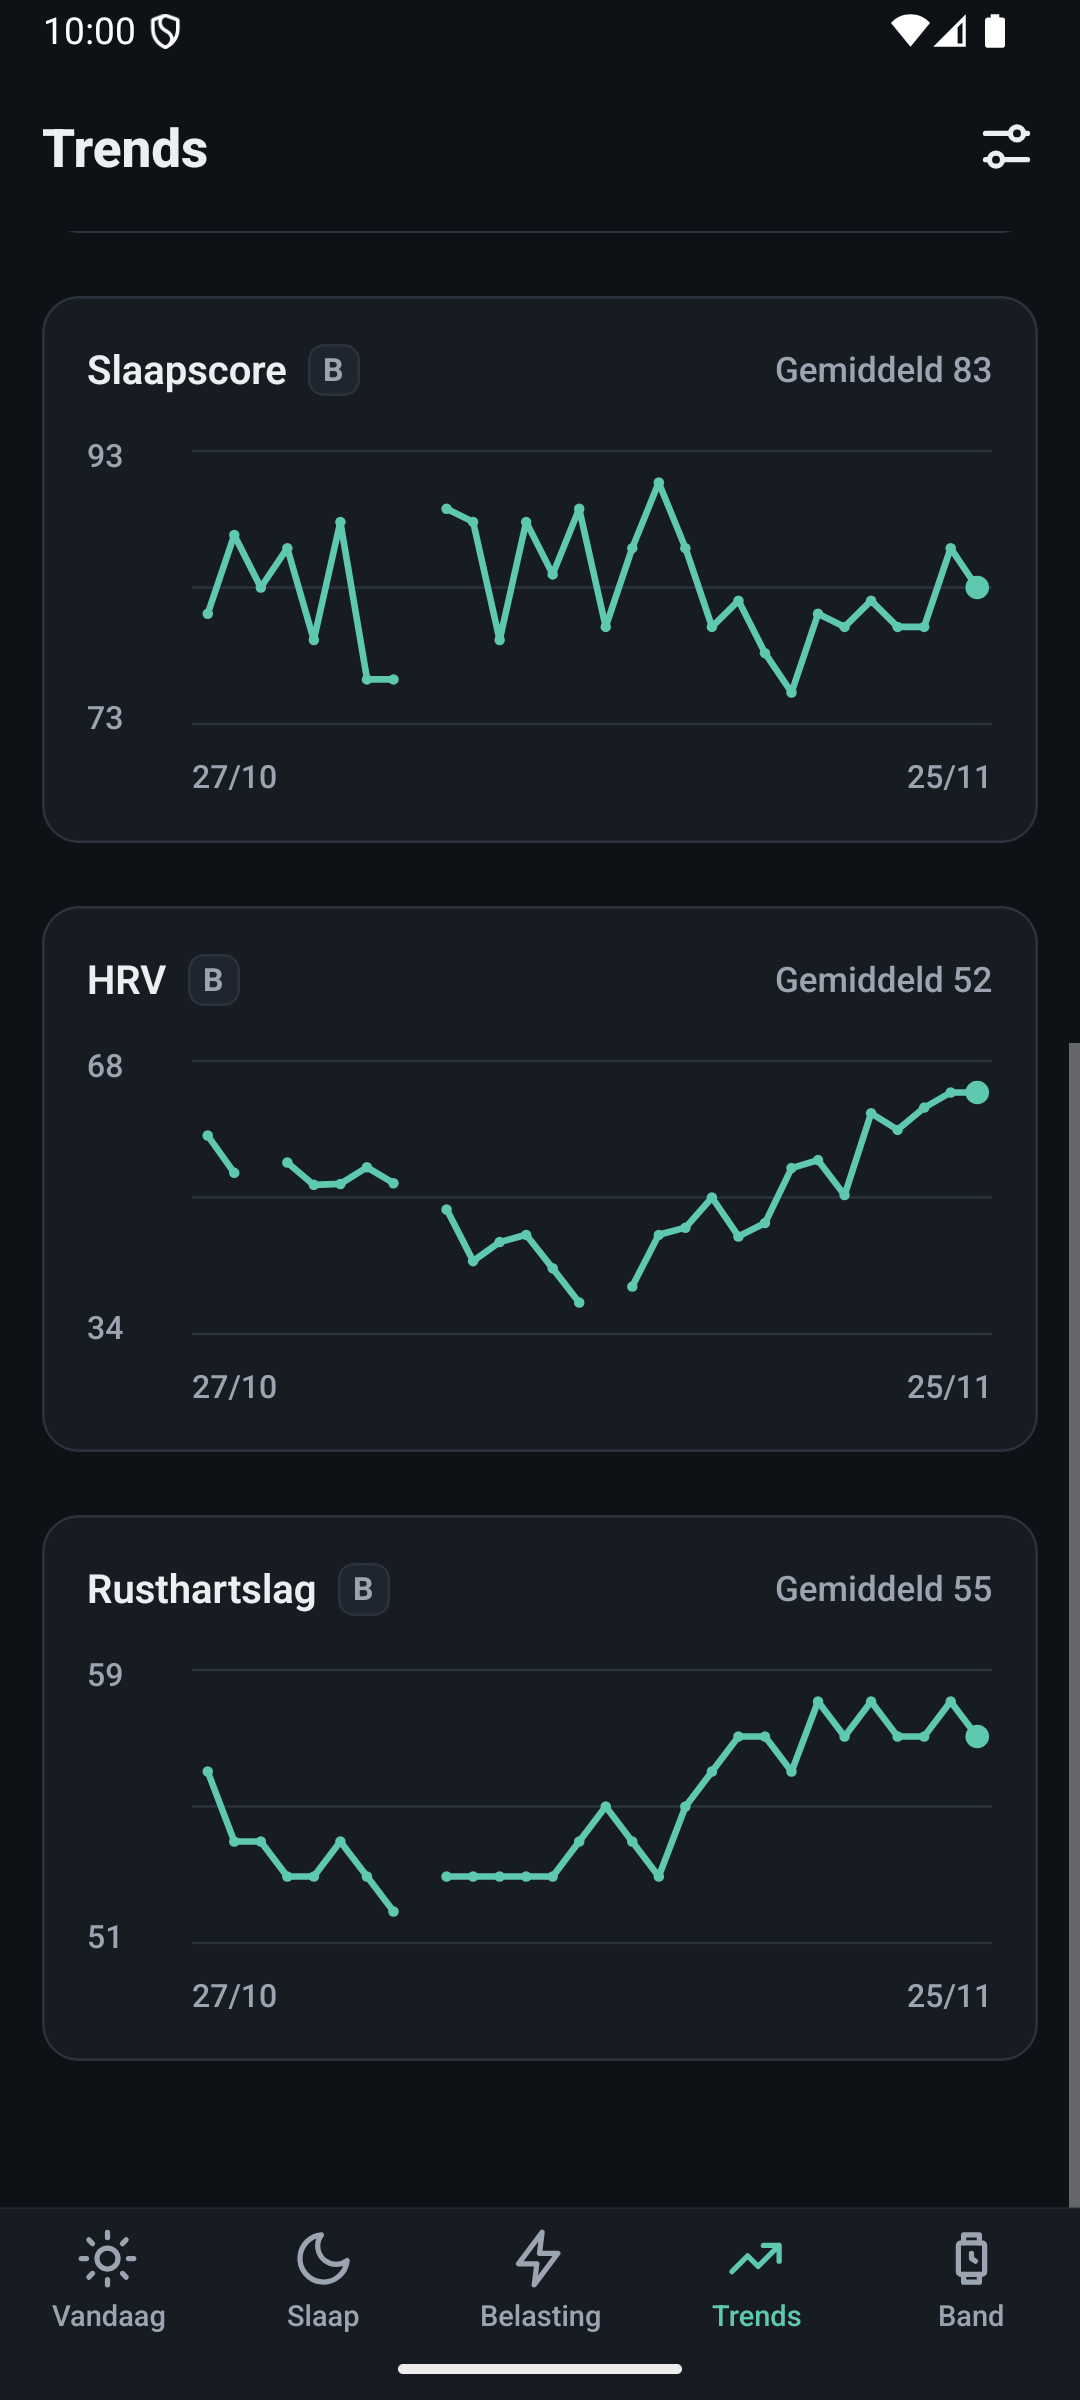 10:00
Trends
Slaapscore B Gemiddeld 83
93
73
27/10 25/11
HRV B Gemiddeld 52
68
34
27/10 25/11
Rusthartslag B Gemiddeld 55
59
51
27/10 25/11
Vandaag Slaap Belasting Trends Band